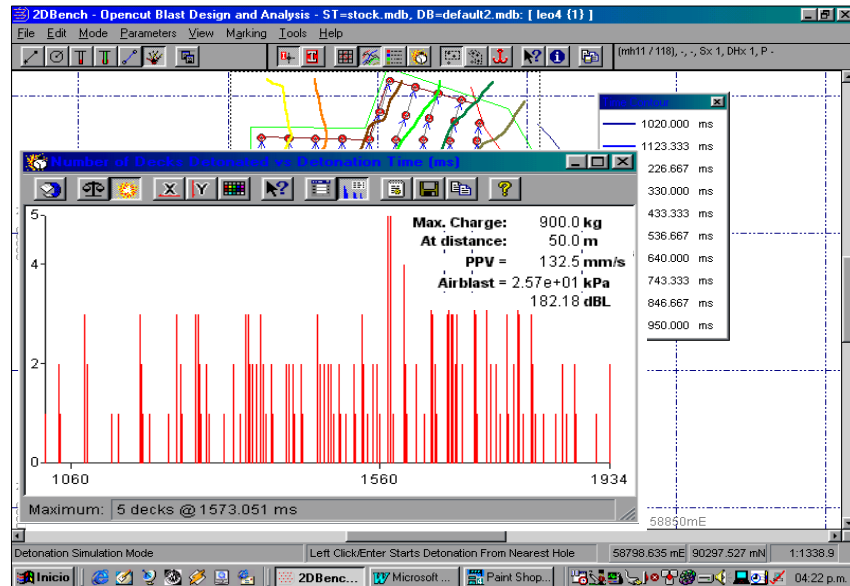 2DBench - Opencut Blast Design and Analysis - ST=stock.mdb, DB=default2.mdb: [ leo4 {1} ]
File Edit Mode Parameters View Marking Tools Help
(mh11 / 118), -, -, Sx 1, DHx 1, P -
1020.000 ms
1123.333 ms
226.667 ms
330.000 ms
433.333 ms
536.667 ms
640.000 ms
743.333 ms
846.667 ms
950.000 ms
Number of Decks Detonated vs Detonation Time (ms)
Max. Charge: 900.0 kg
At distance: 50.0 m
PPV = 132.5 mm/s
Airblast = 2.57e+01 kPa
182.18 dBL
5
4
2
0
1060 1560 1934
Maximum: 5 decks @ 1573.051 ms
58850mE
Detonation Simulation Mode Left Click/Enter Starts Detonation From Nearest Hole 58798.635 mE 90297.527 mN 1:1338.9
Inicio 2DBenc... Microsoft ... Paint Shop... 04:22 p.m.